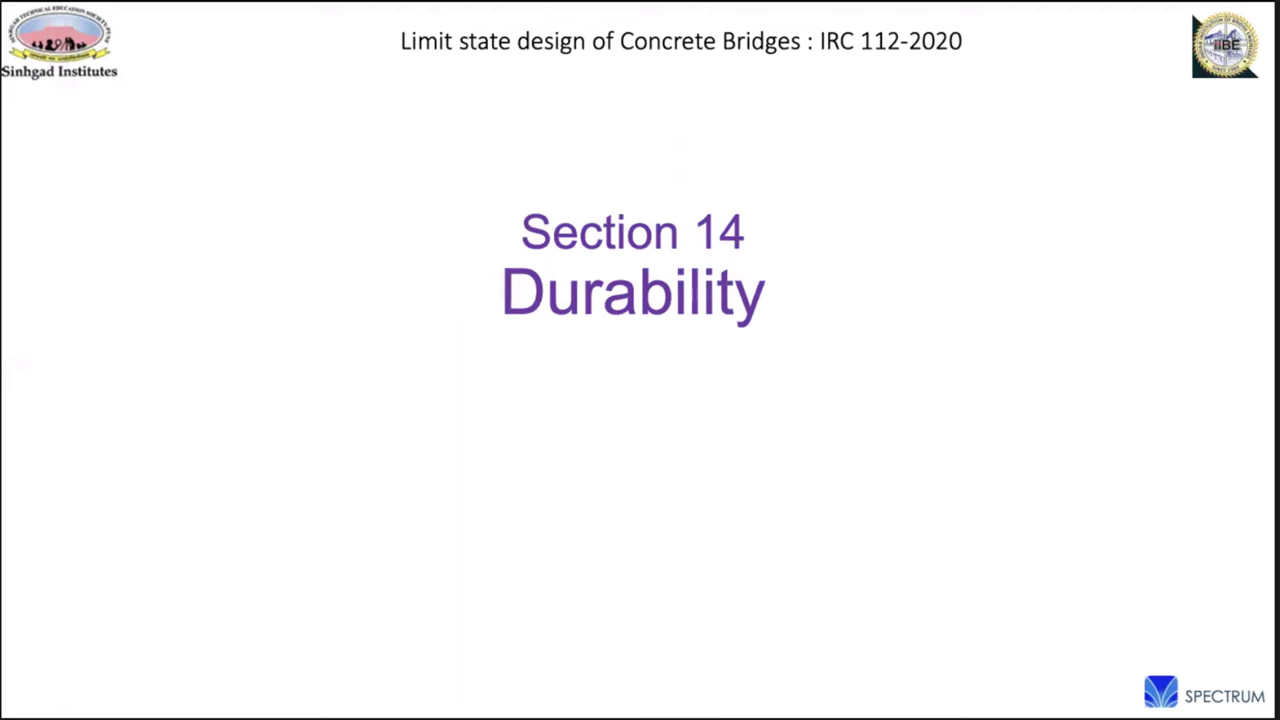 Sinhgad Institutes
Limit state design of Concrete Bridges : IRC 112-2020
iiBE
Section 14
Durability
SPECTRUM